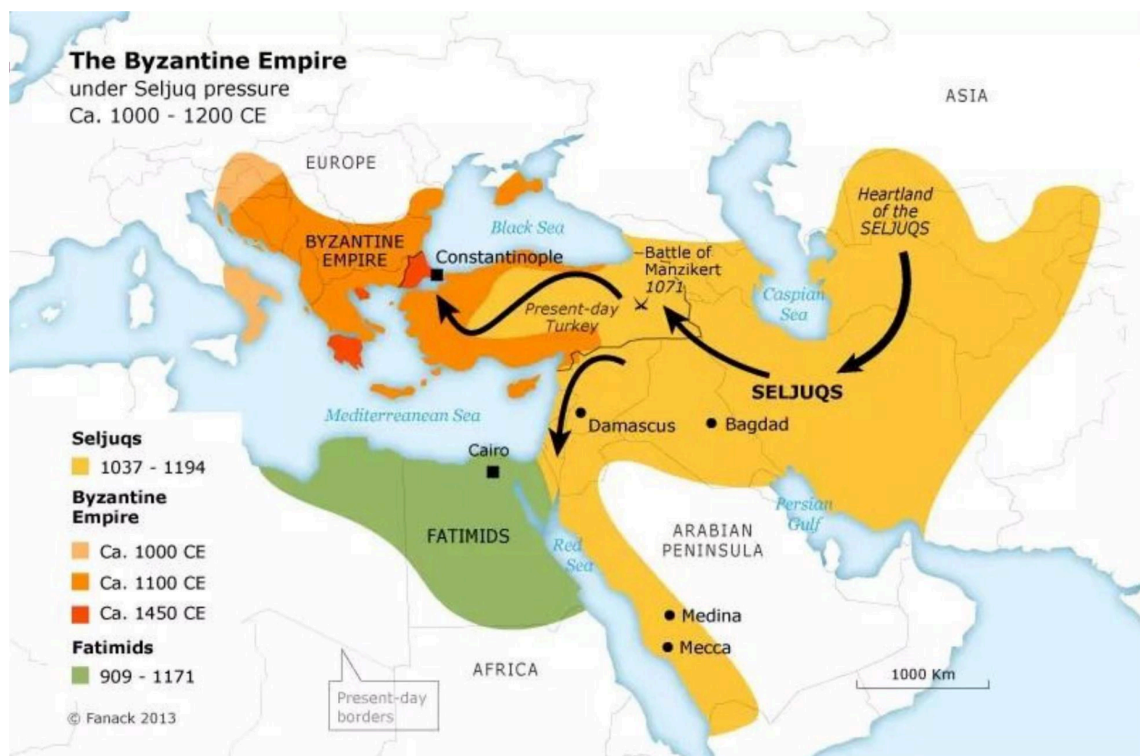 The Byzantine Empire
under Seljuq pressure
Ca. 1000 - 1200 CE
ASIA
EUROPE
Heartland
of the
SELJUQS
Black Sea
BYZANTINE
EMPIRE
Constantinople
Battle of
Manzikert
1071
Caspian
Sea
Present-day
Turkey
SELJUQS
Mediterreanean Sea
Damascus
Bagdad
Cairo
Seljuqs
1037 - 1194
Byzantine
Empire
Ca. 1000 CE
Ca. 1100 CE
Ca. 1450 CE
Fatimids
909 - 1171
FATIMIDS
Persian
Gulf
ARABIAN
PENINSULA
Red
Sea
Medina
Mecca
AFRICA
1000 Km
Present-day
borders
© Fanack 2013